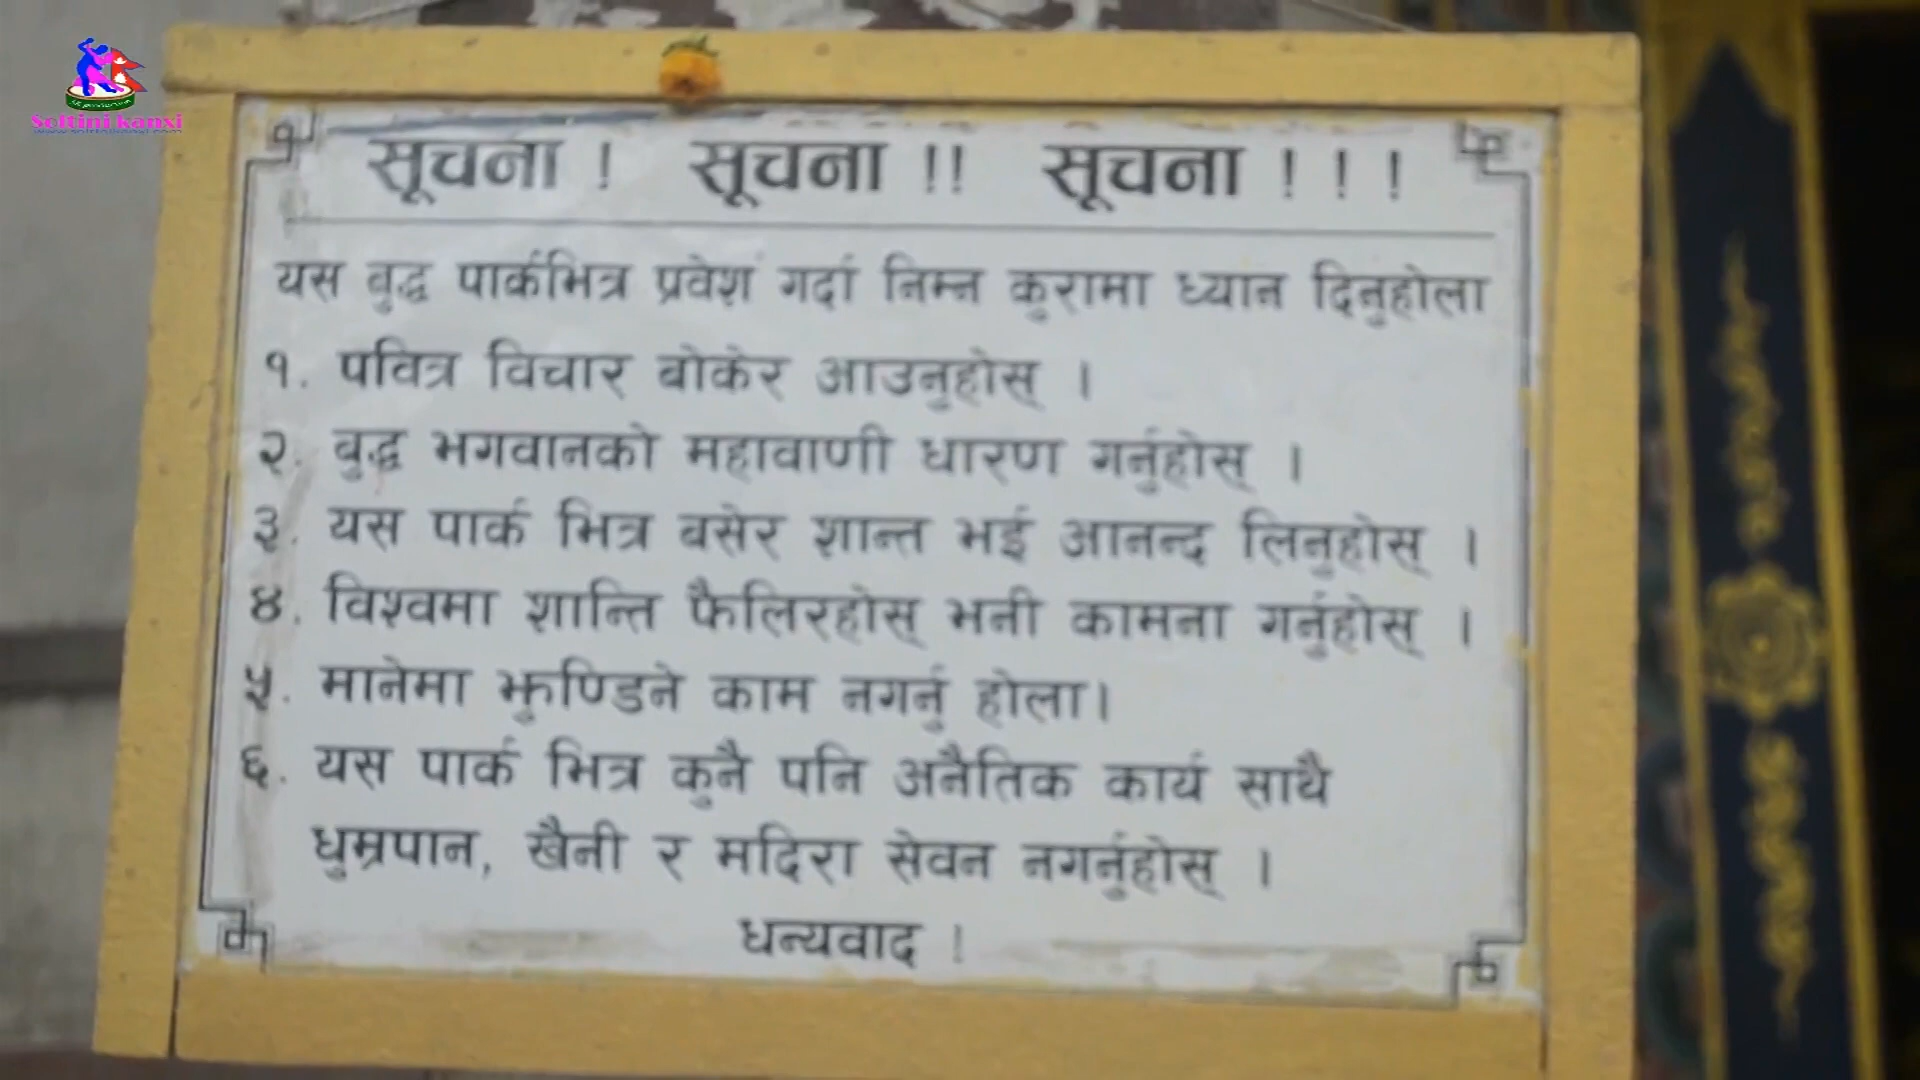 Soltini kanxi
सूचना ! सूचना !! सूचना ! ! !
यस बुद्ध पार्कभित्र प्रवेश गर्दा निम्न कुरामा ध्यान दिनुहोला
१. पवित्र विचार बोकेर आउनुहोस् ।
२. बुद्ध भगवानको महावाणी धारण गर्नुहोस् ।
३. यस पार्क भित्र बसेर शान्त भई आनन्द लिनुहोस् ।
४. विश्वमा शान्ति फैलिरहोस् भनी कामना गर्नुहोस् ।
५. मानेमा झुण्डिने काम नगर्नु होला।
६. यस पार्क भित्र कुनै पनि अनैतिक कार्य साथै
धुम्रपान, खैनी र मदिरा सेवन नगर्नुहोस् ।
धन्यवाद !